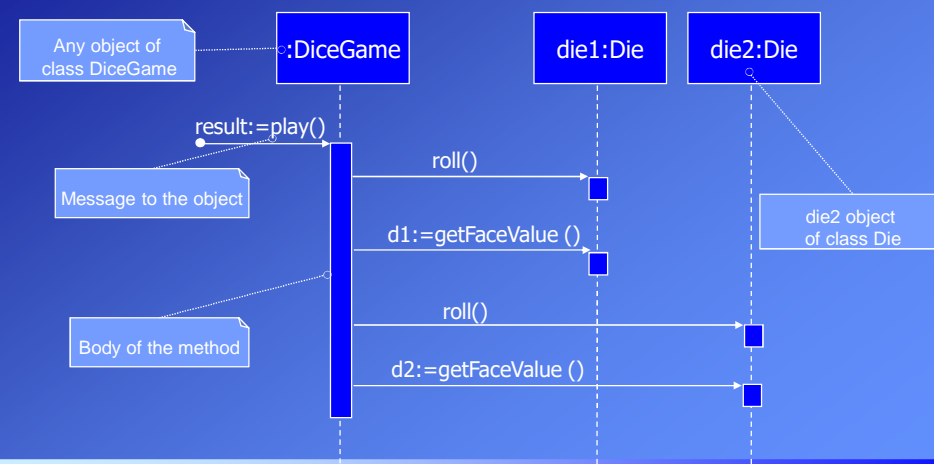 Any object of
class DiceGame
:DiceGame
die1:Die
die2:Die
result:=play()
roll()
Message to the object
die2 object
of class Die
d1:=getFaceValue ()
roll()
Body of the method
d2:=getFaceValue ()